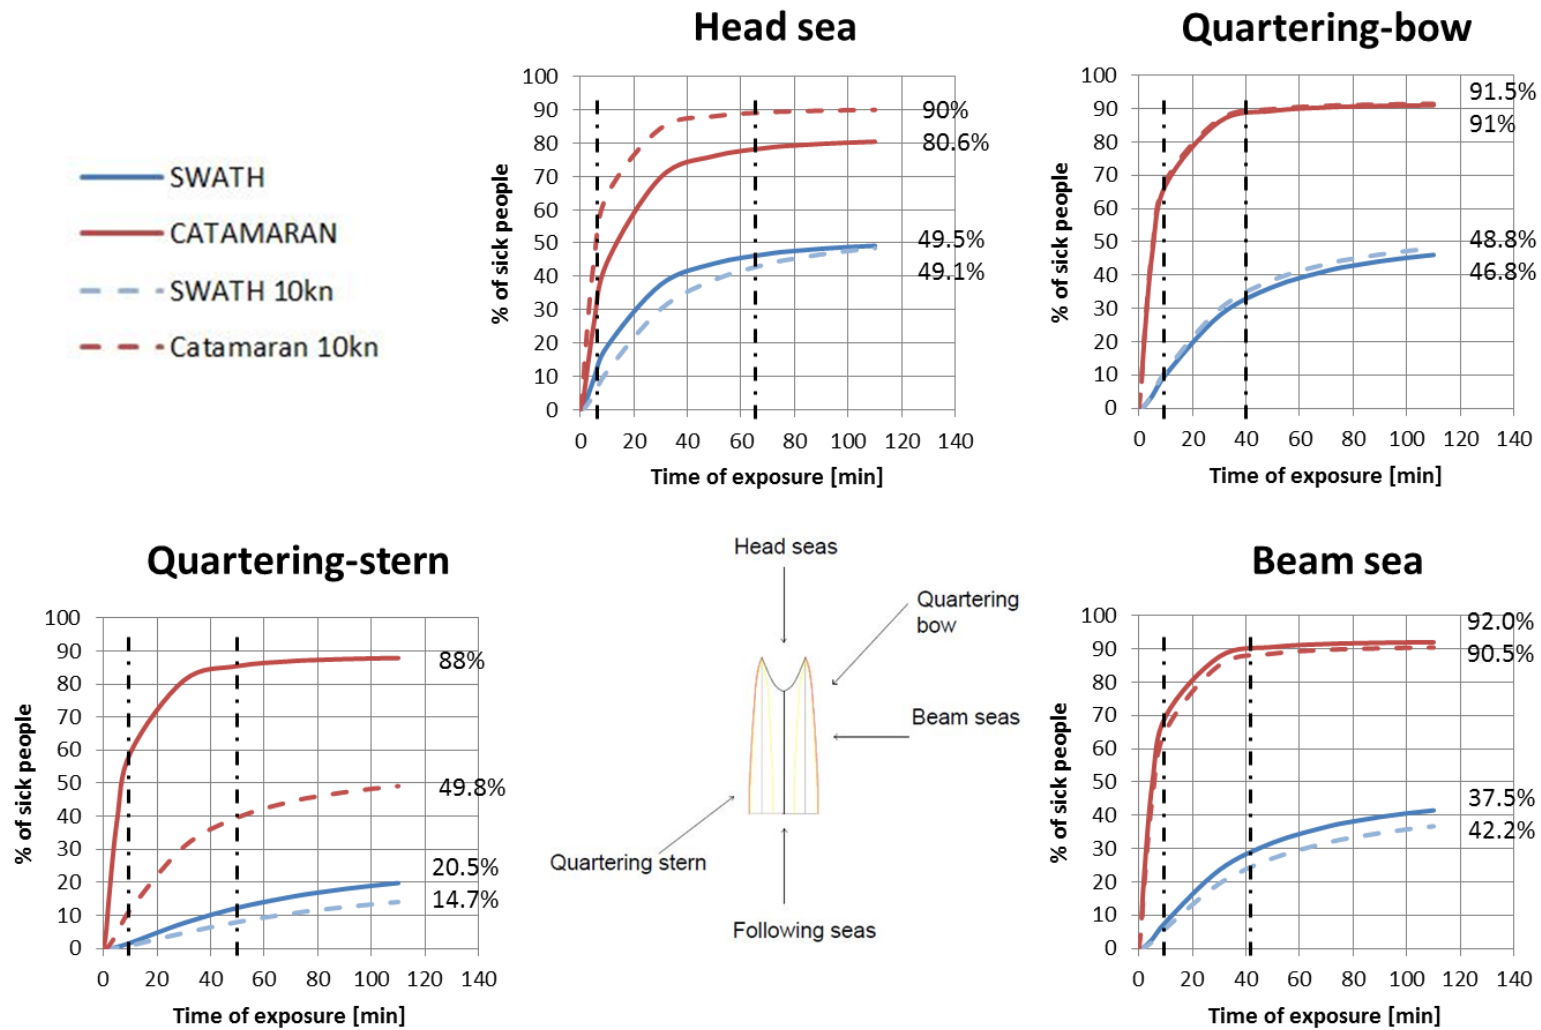 Head sea
Quartering-bow
SWATH
CATAMARAN
SWATH 10kn
Catamaran 10kn
% of sick people
100
90
80
70
60
50
40
30
20
10
0
90%
80.6%
49.5%
49.1%
0 20 40 60 80 100 120 140
Time of exposure [min]
% of sick people
100
90
80
70
60
50
40
30
20
10
0
91.5%
91%
48.8%
46.8%
0 20 40 60 80 100 120 140
Time of exposure [min]
Quartering-stern
% of sick people
100
90
80
70
60
50
40
30
20
10
0
88%
49.8%
20.5%
14.7%
0 20 40 60 80 100 120 140
Time of exposure [min]
Head seas
Quartering
bow
Beam seas
Quartering stern
Following seas
Beam sea
% of sick people
100
90
80
70
60
50
40
30
20
10
0
92.0%
90.5%
37.5%
42.2%
0 20 40 60 80 100 120 140
Time of exposure [min]